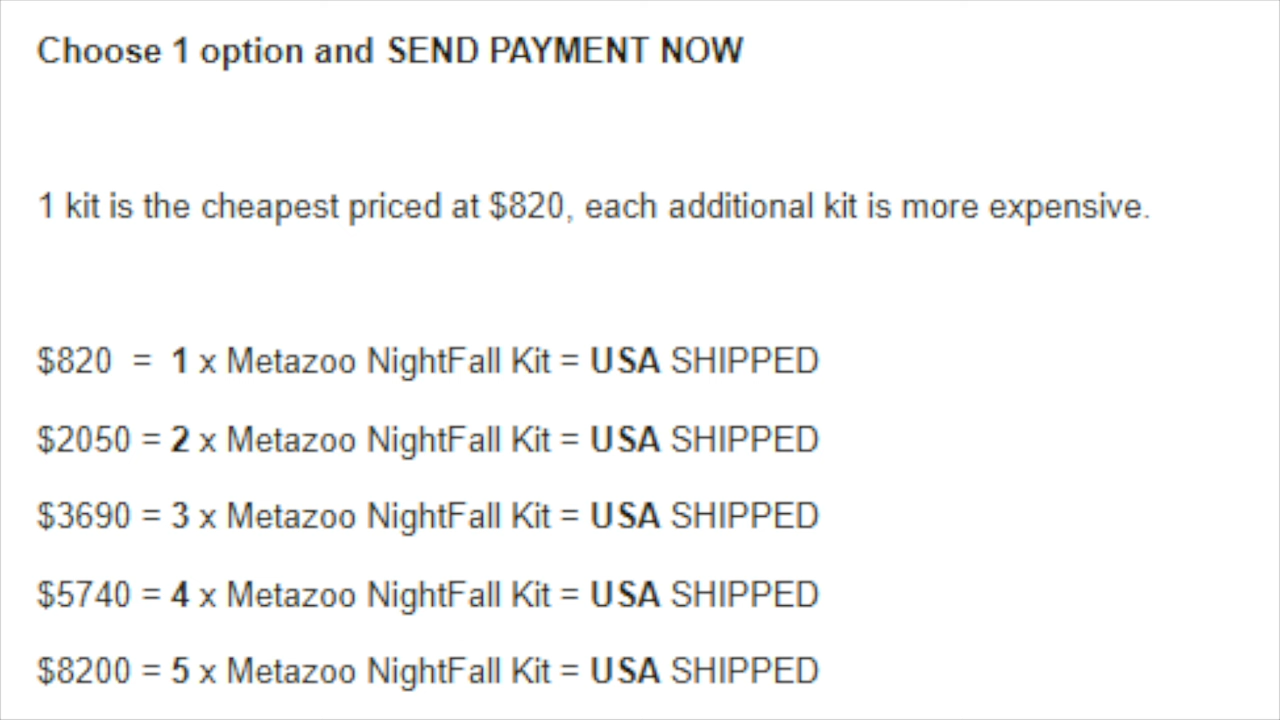 Choose 1 option and SEND PAYMENT NOW
1 kit is the cheapest priced at $820, each additional kit is more expensive.
$820 = 1 x Metazoo NightFall Kit = USA SHIPPED
$2050 = 2 x Metazoo NightFall Kit = USA SHIPPED
$3690 = 3 x Metazoo NightFall Kit = USA SHIPPED
$5740 = 4 x Metazoo NightFall Kit = USA SHIPPED
$8200 = 5 x Metazoo NightFall Kit = USA SHIPPED